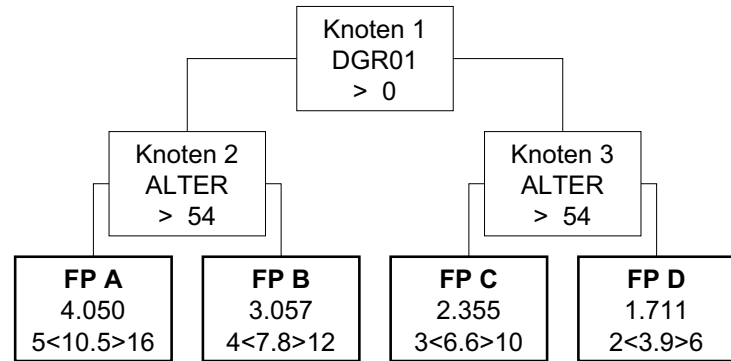 Knoten 1
DGR01
> 0
Knoten 2
ALTER
> 54
Knoten 3
ALTER
> 54
FP A
4.050
5<10.5>16
FP B
3.057
4<7.8>12
FP C
2.355
3<6.6>10
FP D
1.711
2<3.9>6